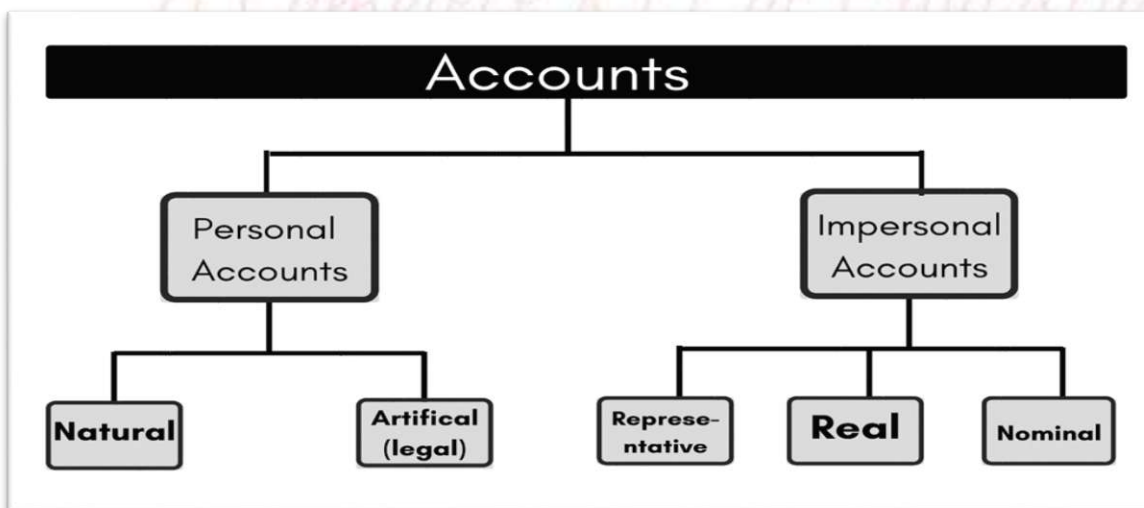 Accounts
Personal
Accounts
Impersonal
Accounts
Natural
Artifical
(legal)
Represe-
ntative
Real
Nominal